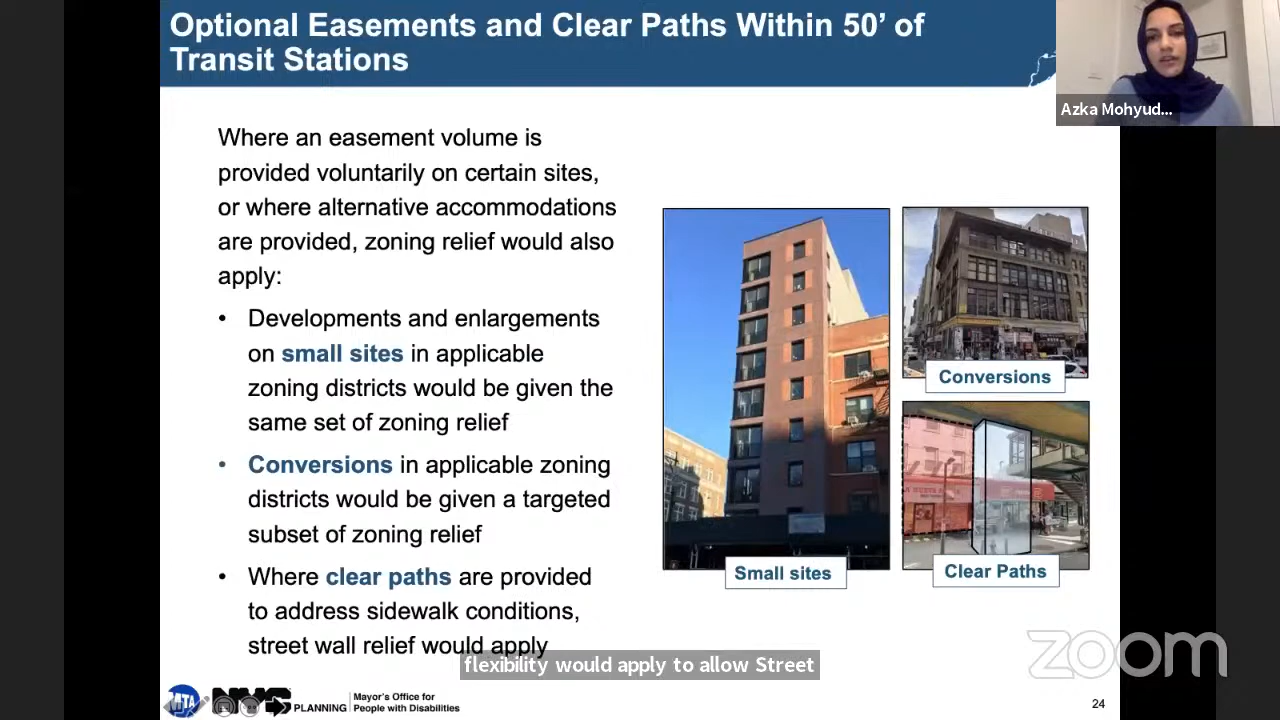 Optional Easements and Clear Paths Within 50’ of
Transit Stations
Azka Mohyud...
Where an easement volume is
provided voluntarily on certain sites,
or where alternative accommodations
are provided, zoning relief would also
apply:
• Developments and enlargements
on small sites in applicable
zoning districts would be given the
same set of zoning relief
• Conversions in applicable zoning
districts would be given a targeted
subset of zoning relief
• Where clear paths are provided
to address sidewalk conditions,
street wall relief would apply
Conversions
Small sites
Clear Paths
flexibility would apply to allow Street
zoom
MTA
NYC
PLANNING
Mayor's Office for
People with Disabilities
24